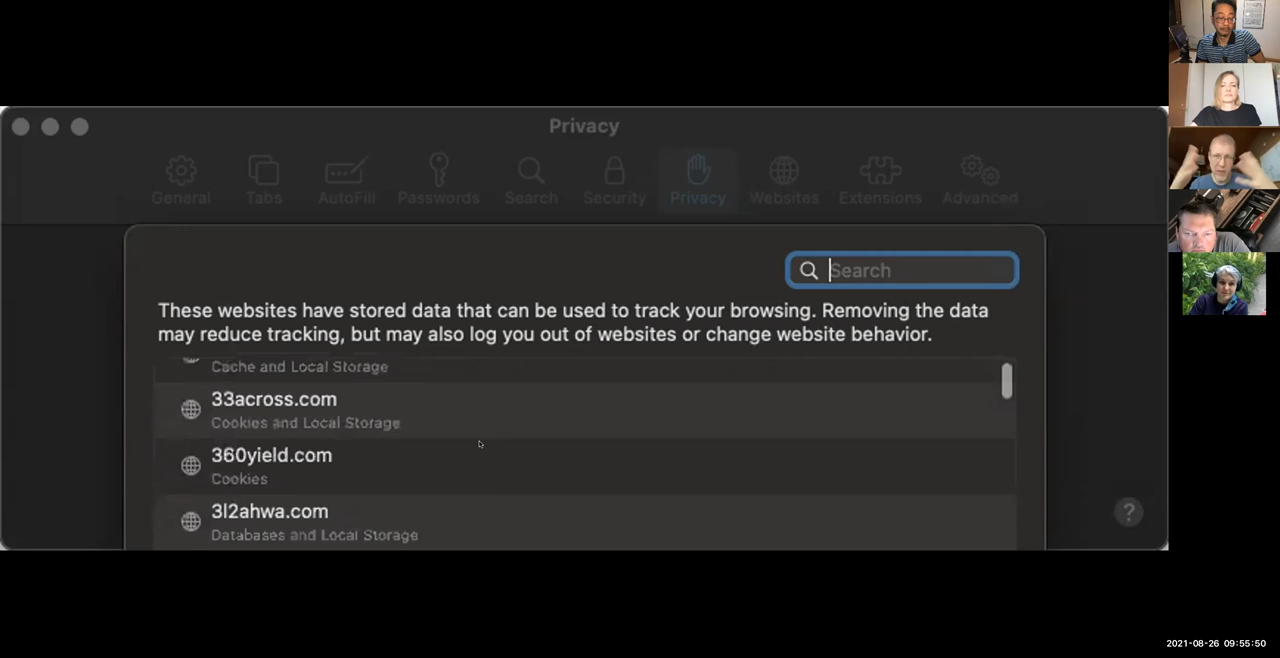 Privacy
General Tabs AutoFill Passwords Search Security Privacy Websites Extensions Advanced
Search
These websites have stored data that can be used to track your browsing. Removing the data
may reduce tracking, but may also log you out of websites or change website behavior.
Cache and Local Storage
33across.com
Cookies and Local Storage
360yield.com
Cookies
3l2ahwa.com
Databases and Local Storage
?
2021-08-26 09:55:50